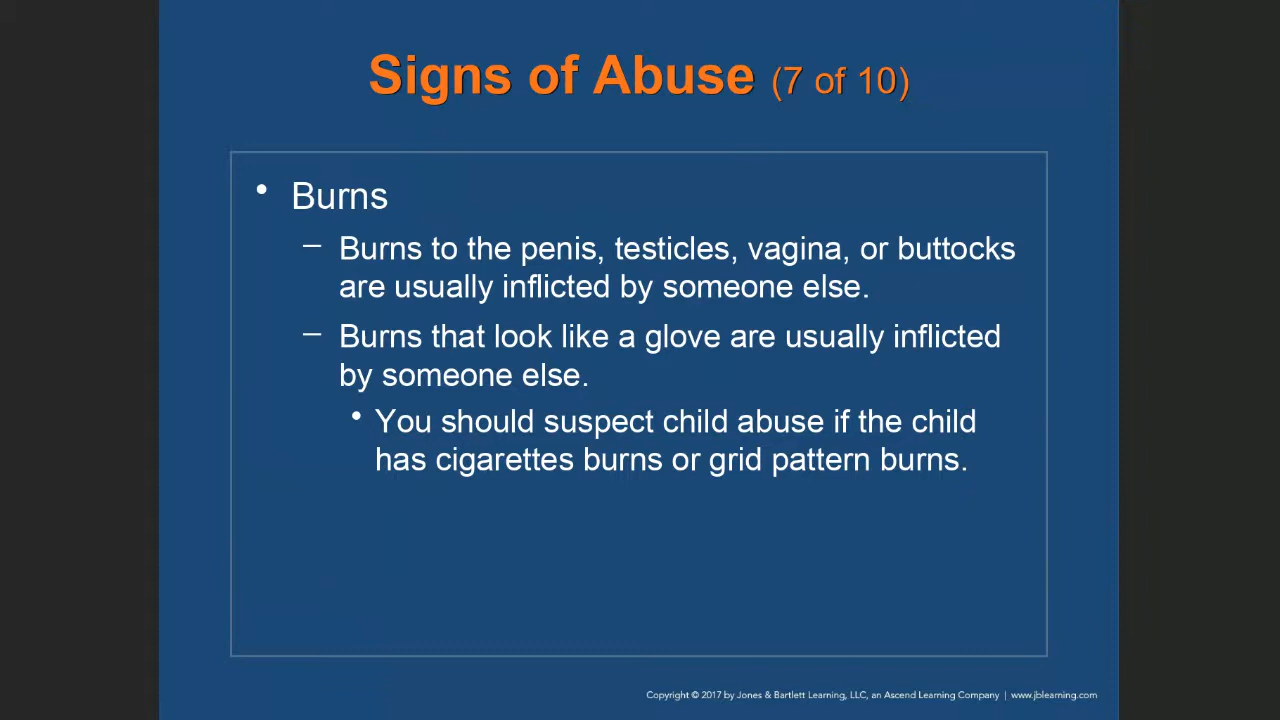 Signs of Abuse (7 of 10)
• Burns
– Burns to the penis, testicles, vagina, or buttocks
are usually inflicted by someone else.
– Burns that look like a glove are usually inflicted
by someone else.
• You should suspect child abuse if the child
has cigarettes burns or grid pattern burns.
Copyright © 2017 by Jones & Bartlett Learning, LLC, an Ascend Learning Company | www.jblearning.com